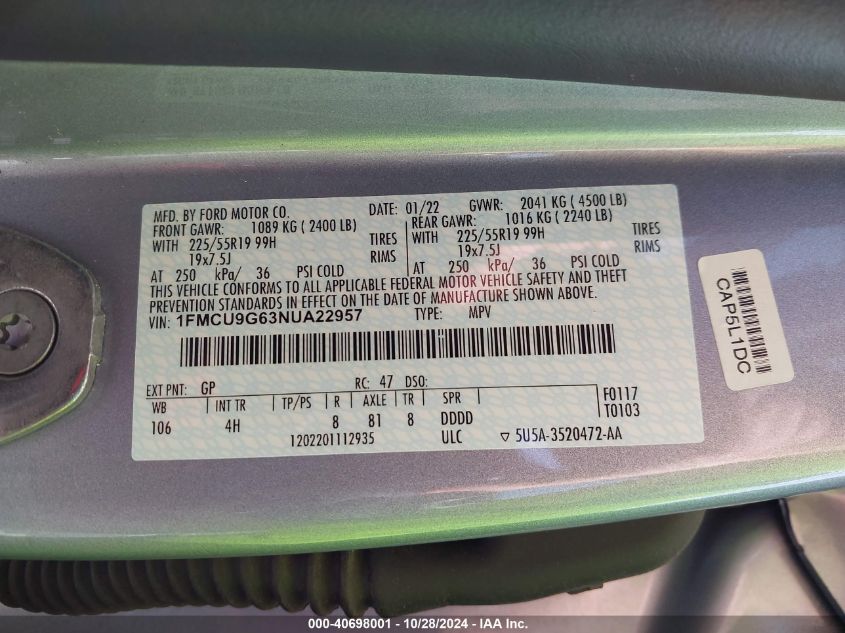 MFD. BY FORD MOTOR CO. DATE: 01/22 GVWR: 2041 KG ( 4500 LB)
FRONT GAWR: 1089 KG ( 2400 LB) REAR GAWR: 1016 KG ( 2240 LB)
WITH 225/55R19 99H TIRES WITH 225/55R19 99H TIRES
19x7.5J RIMS 19x7.5J RIMS
AT 250 kPa/ 36 PSI COLD AT 250 kPa/ 36 PSI COLD
THIS VEHICLE CONFORMS TO ALL APPLICABLE FEDERAL MOTOR VEHICLE SAFETY AND THEFT
PREVENTION STANDARDS IN EFFECT ON THE DATE OF MANUFACTURE SHOWN ABOVE.
VIN: 1FMCU9G63NUA22957 TYPE: MPV
EXT PNT: GP RC: 47 DSO:
WB INT TR TP/PS R AXLE TR SPR F0117
106 4H 8 81 8 DDDD T0103
1202201112935 ULC ▽ 5U5A-3520472-AA
CAP5L1DC
000-40698001 - 10/28/2024 - IAA Inc.